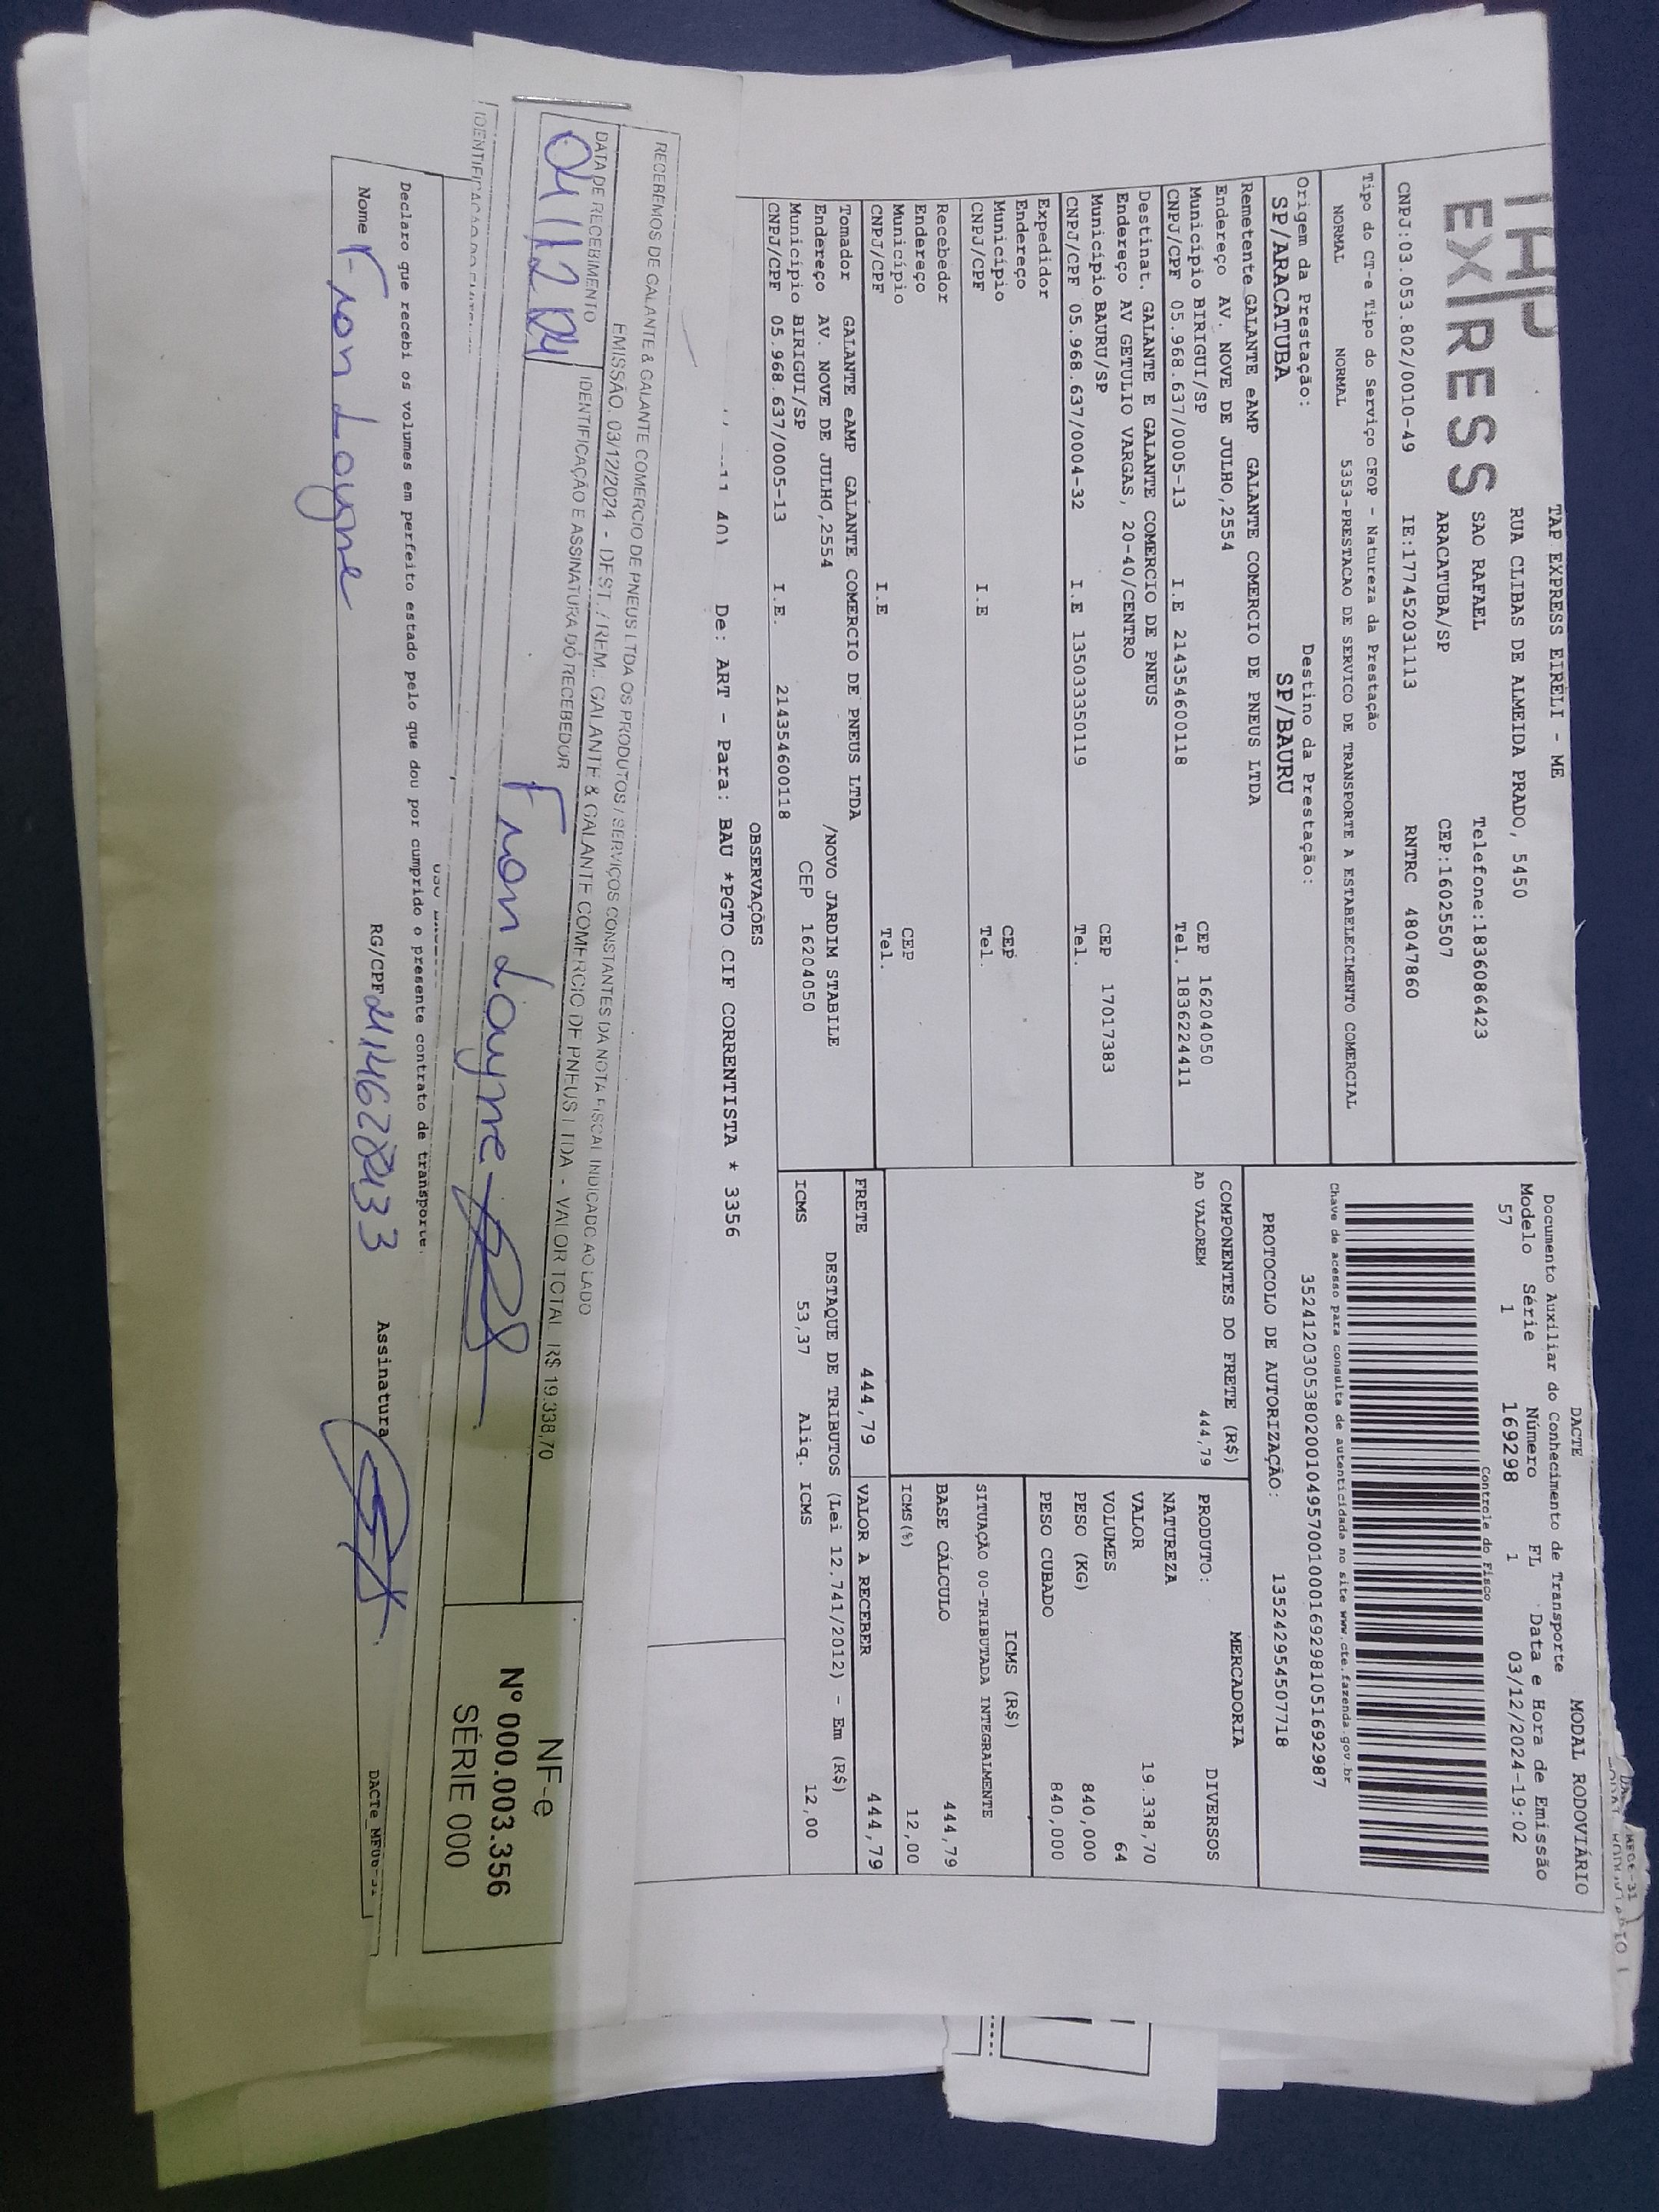 TAP EXPRESS EIRELI - ME
RUA CLIBAS DE ALMEIDA PRADO, 5450
SAO RAFAEL Telefone:1836086423
ARACATUBA/SP CEP:16025507
EXPRESS
CNPJ:03.053.802/0010-49 IE:177452031113 RNTRC 48047860
DACTE MODAL RODOVIÁRIO
Documento Auxiliar do Conhecimento de Transporte
Modelo Série Número FL Data e Hora de Emissão
57 1 169298 1 03/12/2024-19:02
Controle do Fisco
Chave de acesso para consulta de autenticidade no site www.cte.fazenda.gov.br
35241203053802001049570010001692981051692987
PROTOCOLO DE AUTORIZAÇÃO: 135242954507718
Tipo do CT-e Tipo do Serviço CFOP - Natureza da Prestação
NORMAL NORMAL 5353-PRESTACAO DE SERVICO DE TRANSPORTE A ESTABELECIMENTO COMERCIAL
Origem da Prestação: Destino da Prestação:
SP/ARACATUBA SP/BAURU
Remetente GALANTE eAMP GALANTE COMERCIO DE PNEUS LTDA
Endereço AV. NOVE DE JULHO,2554
Município BIRIGUI/SP CEP 16204050
CNPJ/CPF 05.968.637/0005-13 I.E 214354600118 Tel. 1836224411
Destinat. GALANTE E GALANTE COMERCIO DE PNEUS
Endereço AV GETULIO VARGAS, 20-40/CENTRO
Município BAURU/SP CEP 17017383
CNPJ/CPF 05.968.637/0004-32 I.E 135033350119 Tel.
Expedidor
Endereço
Município CEP
CNPJ/CPF I.E Tel.
Recebedor
Endereço
Município CEP
CNPJ/CPF I.E Tel.
Tomador GALANTE eAMP GALANTE COMERCIO DE PNEUS LTDA
Endereço AV. NOVE DE JULHO,2554 /NOVO JARDIM STABILE
Município BIRIGUI/SP CEP 16204050
CNPJ/CPF 05.968.637/0005-13 I.E. 214354600118
COMPONENTES DO FRETE (R$)
AD VALOREM 444,79
MERCADORIA
PRODUTO: DIVERSOS
NATUREZA
VALOR 19.338,70
VOLUMES 64
PESO (KG) 840,000
PESO CUBADO 840,000
ICMS (R$)
SITUAÇÃO 00-TRIBUTADA INTEGRALMENTE
BASE CÁLCULO 444,79
ICMS(%) 12,00
FRETE 444,79 VALOR A RECEBER 444,79
DESTAQUE DE TRIBUTOS (Lei 12.741/2012) - Em (R$)
ICMS 53,37 Aliq. ICMS 12,00
OBSERVAÇÕES
De: ART - Para: BAU *PGTO CIF CORRENTISTA * 3356
RECEBEMOS DE GALANTE & GALANTE COMERCIO DE PNEUS LTDA OS PRODUTOS / SERVIÇOS CONSTANTES DA NOTA FISCAL INDICADO AO LADO
EMISSÃO: 03/12/2024 - DEST. / REM.: GALANTE & GALANTE COMERCIO DE PNEUS LTDA - VALOR TOTAL R$ 19.338,70
DATA DE RECEBIMENTO IDENTIFICAÇÃO E ASSINATURA DO RECEBEDOR
04/12/24
NF-e
Nº 000.003.356
SÉRIE 000
Declaro que recebi os volumes em perfeito estado pelo que dou por cumprido o presente contrato de transporte.
Nome RG/CPF Assinatura